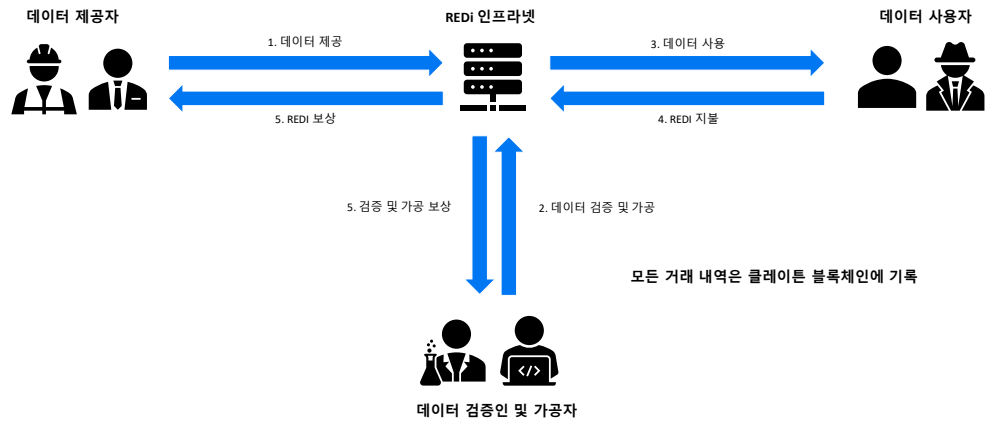 데이터 제공자
REDi 인프라넷
데이터 사용자
1. 데이터 제공
3. 데이터 사용
5. REDI 보상
4. REDI 지불
5. 검증 및 가공 보상
2. 데이터 검증 및 가공
모든 거래 내역은 클레이튼 블록체인에 기록
</>
데이터 검증인 및 가공자